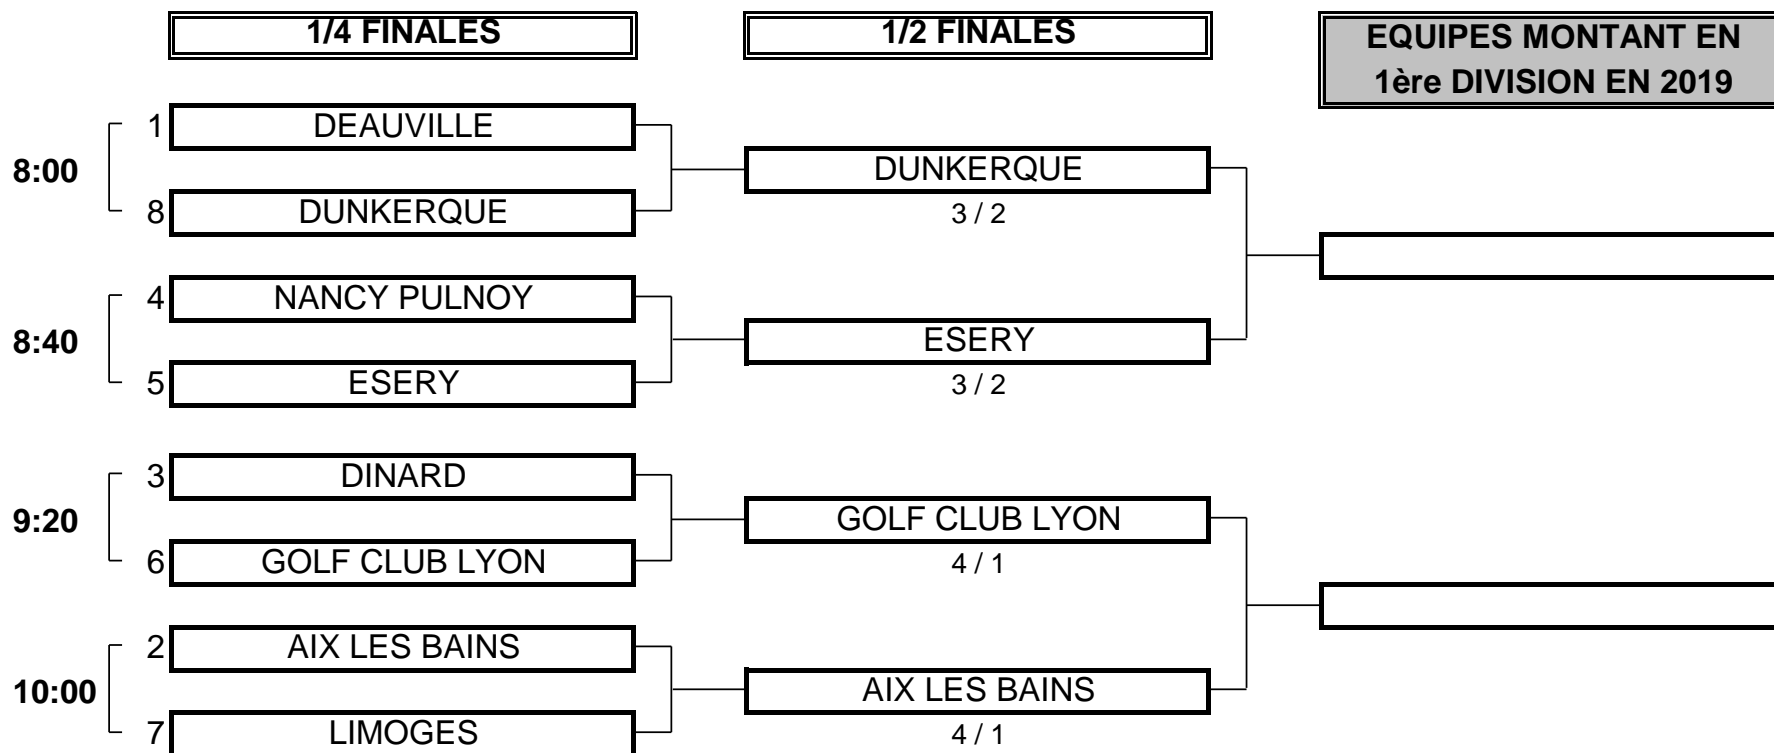 1/4 FINALES
1/2 FINALES
EQUIPES MONTANT EN
1ère DIVISION EN 2019
8:00
1 DEAUVILLE
8 DUNKERQUE
DUNKERQUE
3 / 2
8:40
4 NANCY PULNOY
5 ESERY
ESERY
3 / 2
9:20
3 DINARD
6 GOLF CLUB LYON
GOLF CLUB LYON
4 / 1
10:00
2 AIX LES BAINS
7 LIMOGES
AIX LES BAINS
4 / 1